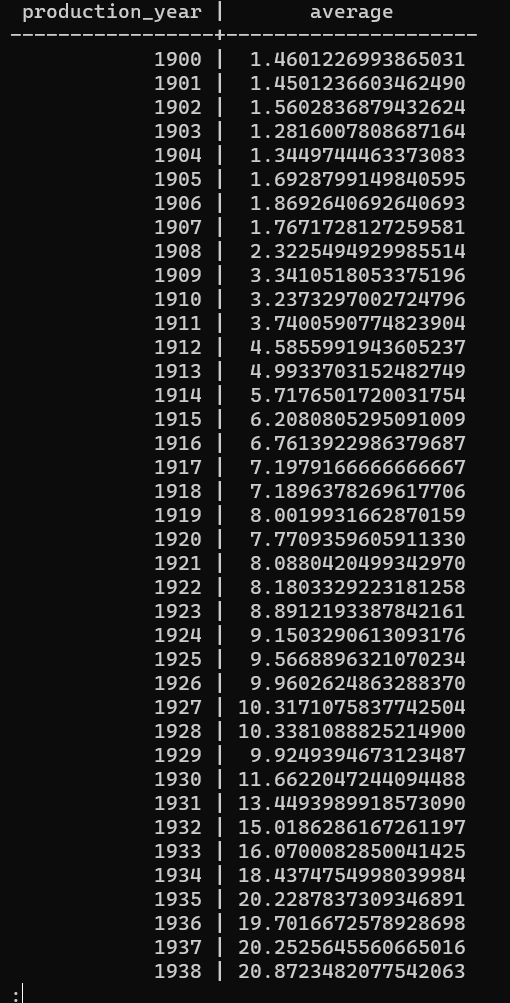 production_year |       average
-----------------+---------------------
            1900 |  1.4601226993865031
            1901 |  1.4501236603462490
            1902 |  1.5602836879432624
            1903 |  1.2816007808687164
            1904 |  1.34497444463373083
            1905 |  1.6928799149840595
            1906 |  1.8692640692640693
            1907 |  1.7671728127259581
            1908 |  2.3225494929985514
            1909 |  3.3410518053375196
            1910 |  3.2373297002724796
            1911 |  3.7400590774823904
            1912 |  4.5855991943605237
            1913 |  4.9933703152482749
            1914 |  5.7176501720031754
            1915 |  6.2080805295091009
            1916 |  6.7613922986379687
            1917 |  7.1979166666666667
            1918 |  7.1896378269617706
            1919 |  8.0019931662870159
            1920 |  7.7709359605911330
            1921 |  8.0880420499342970
            1922 |  8.1803329223181258
            1923 |  8.8912193387842161
            1924 |  9.1503290613093176
            1925 |  9.5668896321070234
            1926 |  9.9602624863288370
            1927 | 10.3171075837742504
            1928 | 10.3381088825214900
            1929 |  9.9249394673123487
            1930 | 11.6622047244094488
            1931 | 13.4493989918573090
            1932 | 15.0186286167261197
            1933 | 16.0700082850041425
            1934 | 18.4374754998039984
            1935 | 20.2287837309346891
            1936 | 19.7016672578928698
            1937 | 20.2525645560665016
            1938 | 20.8723482077542063
: